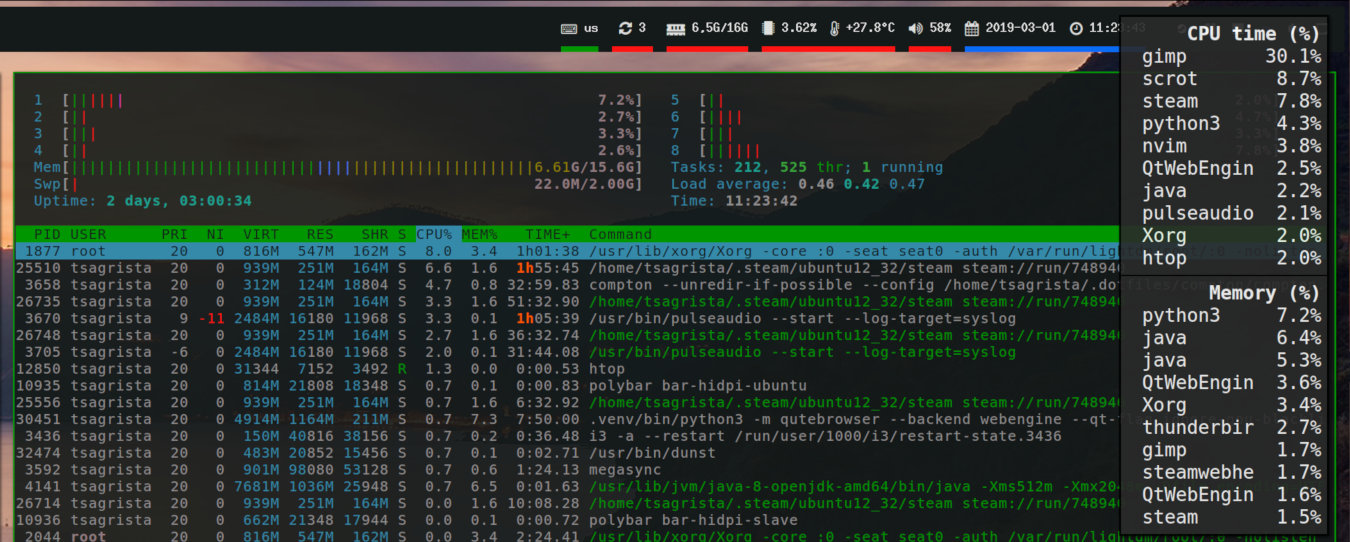 us 3 6.5G/16G 3.62% +27.8°C 58% 2019-03-01 11:23:43
CPU time (%)
gimp 30.1%
scrot 8.7%
steam 7.8%
python3 4.3%
nvim 3.8%
QtWebEngin 2.5%
java 2.2%
pulseaudio 2.1%
Xorg 2.0%
htop 2.0%
Memory (%)
python3 7.2%
java 6.4%
java 5.3%
QtWebEngin 3.6%
Xorg 3.4%
thunderbir 2.7%
gimp 1.7%
steamwebhe 1.7%
QtWebEngin 1.6%
steam 1.5%
1 [|||||||| 7.2%] 5 [|| 2.0%
2 [|| 2.7%] 6 [|||| 4.7%
3 [||| 3.3%] 7 [||| 3.3%
4 [|| 2.6%] 8 [|||||| 7.8%
Mem[6.61G/15.6G] Tasks: 212, 525 thr; 1 running
Swp[| 22.0M/2.00G] Load average: 0.46 0.42 0.47
Uptime: 2 days, 03:00:34 Time: 11:23:42
PID USER PRI NI VIRT RES SHR S CPU% MEM% TIME+ Command
1877 root 20 0 816M 547M 162M S 8.0 3.4 1h01:38 /usr/lib/xorg/Xorg -core :0 -seat seat0 -auth /var/run/lightdm/root/:0 -nolisten
25510 tsagrista 20 0 939M 251M 164M S 6.6 1.6 1h55:45 /home/tsagrista/.steam/ubuntu12_32/steam steam://run/748940
3658 tsagrista 20 0 312M 124M 18804 S 4.7 0.8 32:59.83 compton --unredir-if-possible --config /home/tsagrista/.dotfiles/
26735 tsagrista 20 0 939M 251M 164M S 3.3 1.6 51:32.90 /home/tsagrista/.steam/ubuntu12_32/steam steam://run/748940
3670 tsagrista 9 -11 2484M 16180 11968 S 3.3 0.1 1h05:39 /usr/bin/pulseaudio --start --log-target=syslog
26748 tsagrista 20 0 939M 251M 164M S 2.7 1.6 36:32.74 /home/tsagrista/.steam/ubuntu12_32/steam steam://run/748940
3705 tsagrista -6 0 2484M 16180 11968 S 2.0 0.1 31:44.08 /usr/bin/pulseaudio --start --log-target=syslog
12850 tsagrista 20 0 31344 7152 3492 R 1.3 0.0 0:00.53 htop
10935 tsagrista 20 0 814M 21808 18348 S 0.7 0.1 0:00.83 polybar bar-hidpi-ubuntu
25556 tsagrista 20 0 939M 251M 164M S 0.7 1.6 6:32.92 /home/tsagrista/.steam/ubuntu12_32/steam steam://run/748940
30451 tsagrista 20 0 4914M 1164M 211M S 0.7 7.3 7:50.00 .venv/bin/python3 -m qutebrowser --backend webengine --qt-
3436 tsagrista 20 0 150M 40816 38156 S 0.7 0.2 0:36.48 i3 -a --restart /run/user/1000/i3/restart-state.3436
32474 tsagrista 20 0 483M 20852 15456 S 0.7 0.1 0:02.71 /usr/bin/dunst
3592 tsagrista 20 0 901M 98080 53128 S 0.7 0.6 1:24.13 megasync
4141 tsagrista 20 0 7681M 1036M 25948 S 0.7 6.5 0:01.63 /usr/lib/jvm/java-8-openjdk-amd64/bin/java -Xms512m -Xmx2048
26714 tsagrista 20 0 939M 251M 164M S 0.0 1.6 10:08.28 /home/tsagrista/.steam/ubuntu12_32/steam steam://run/748940
10936 tsagrista 20 0 662M 21348 17944 S 0.0 0.1 0:00.72 polybar bar-hidpi-slave
2044 root 20 0 816M 547M 162M S 0.0 3.4 2:24.41 /usr/lib/xorg/Xorg :0 -seat seat0 -auth /var/run/lightdm/root/:0 -nolisten